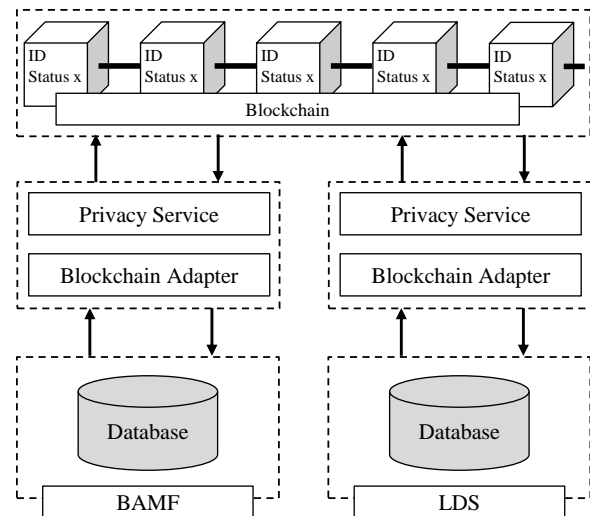 ID
Status x
ID
Status x
ID
Status x
ID
Status x
ID
Status x
Blockchain
Privacy Service
Blockchain Adapter
Privacy Service
Blockchain Adapter
Database
BAMF
Database
LDS